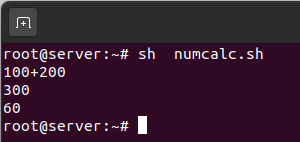 root@server:~# sh  numcalc.sh
100+200
300
60
root@server:~#